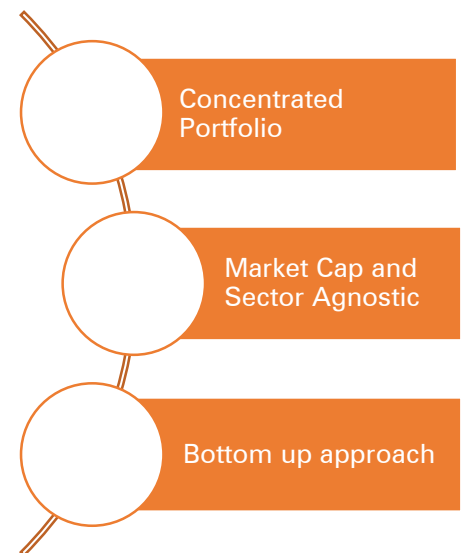 Concentrated
Portfolio
Market Cap and
Sector Agnostic
Bottom up approach